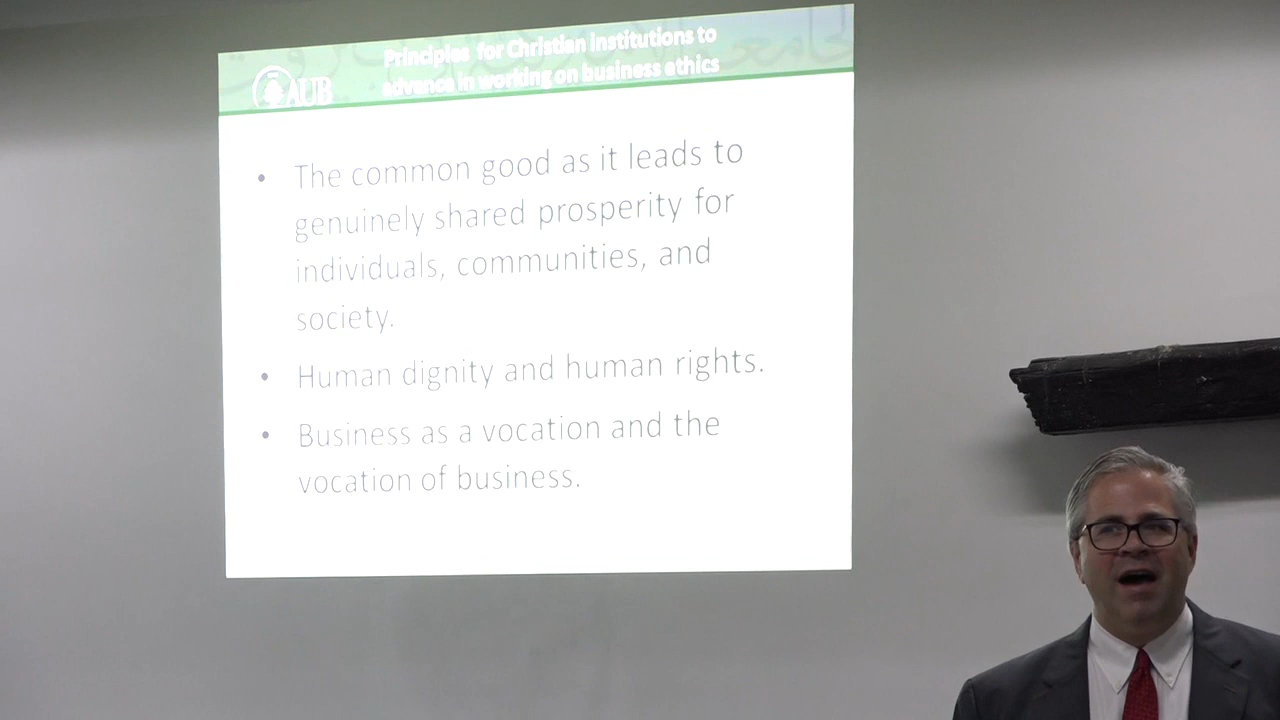 Principles for Christian institutions to
advance in working on business ethics
AUB
• The common good as it leads to
genuinely shared prosperity for
individuals, communities, and
society.
• Human dignity and human rights.
• Business as a vocation and the
vocation of business.